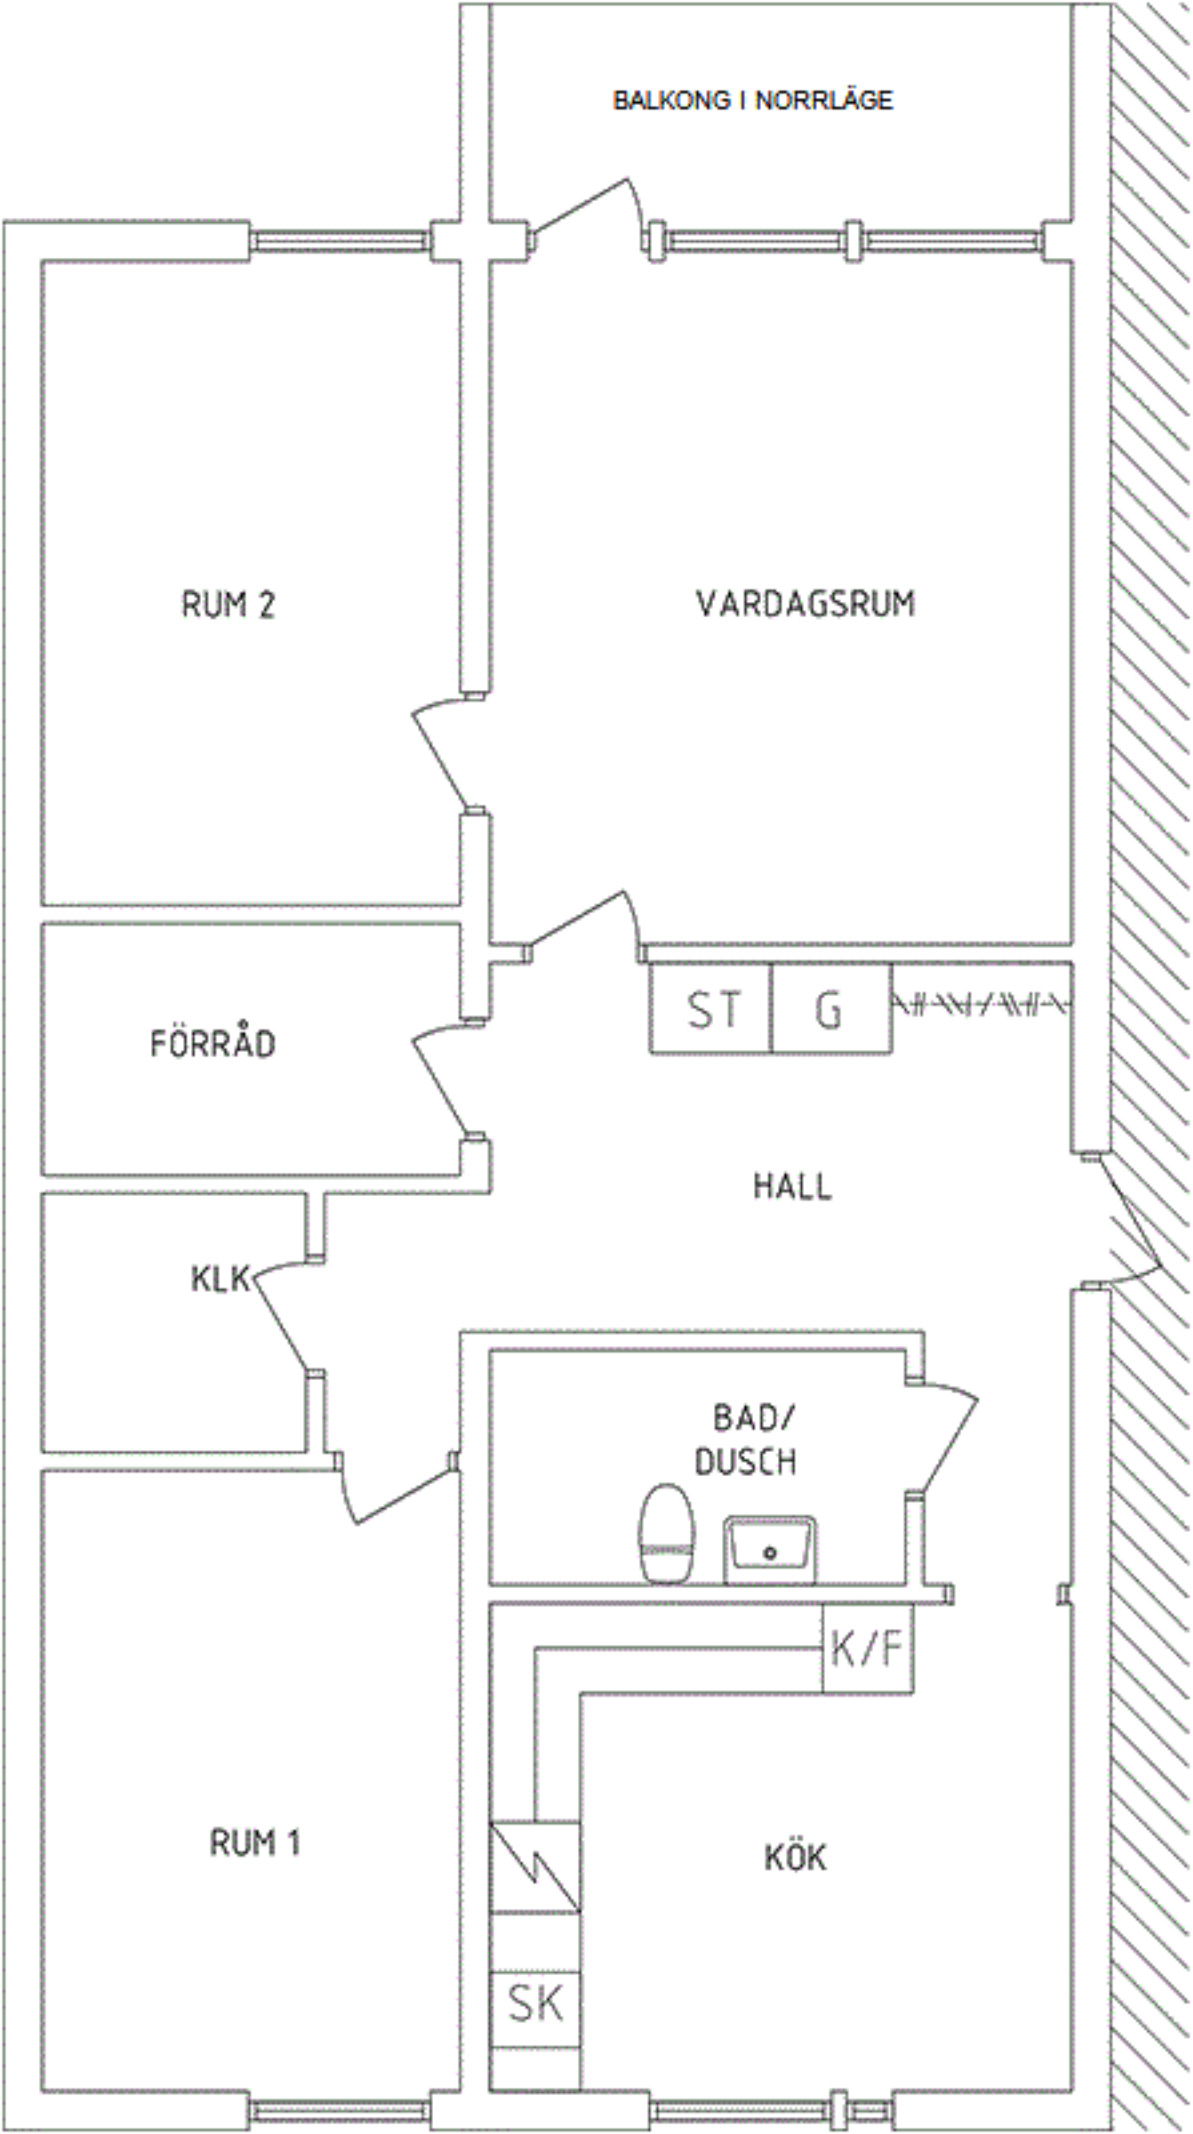 BALKONG I NORRLÄGE
RUM 2
VARDAGSRUM
ST
G
FÖRRÅD
HALL
KLK
BAD/
DUSCH
K/F
RUM 1
KÖK
SK